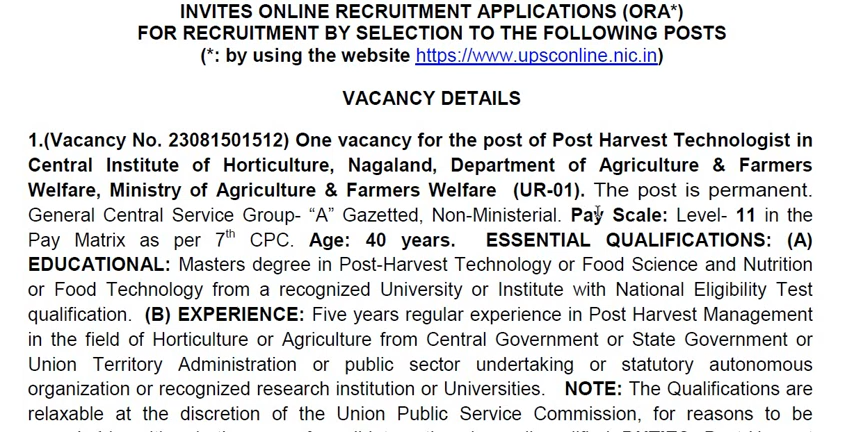 INVITES ONLINE RECRUITMENT APPLICATIONS (ORA*)
FOR RECRUITMENT BY SELECTION TO THE FOLLOWING POSTS
(*: by using the website https://www.upsconline.nic.in)
VACANCY DETAILS
1.(Vacancy No. 23081501512) One vacancy for the post of Post Harvest Technologist in
Central Institute of Horticulture, Nagaland, Department of Agriculture & Farmers
Welfare, Ministry of Agriculture & Farmers Welfare (UR-01). The post is permanent.
General Central Service Group- “A” Gazetted, Non-Ministerial. Pay Scale: Level- 11 in the
Pay Matrix as per 7th CPC. Age: 40 years. ESSENTIAL QUALIFICATIONS: (A)
EDUCATIONAL: Masters degree in Post-Harvest Technology or Food Science and Nutrition
or Food Technology from a recognized University or Institute with National Eligibility Test
qualification. (B) EXPERIENCE: Five years regular experience in Post Harvest Management
in the field of Horticulture or Agriculture from Central Government or State Government or
Union Territory Administration or public sector undertaking or statutory autonomous
organization or recognized research institution or Universities. NOTE: The Qualifications are
relaxable at the discretion of the Union Public Service Commission, for reasons to be